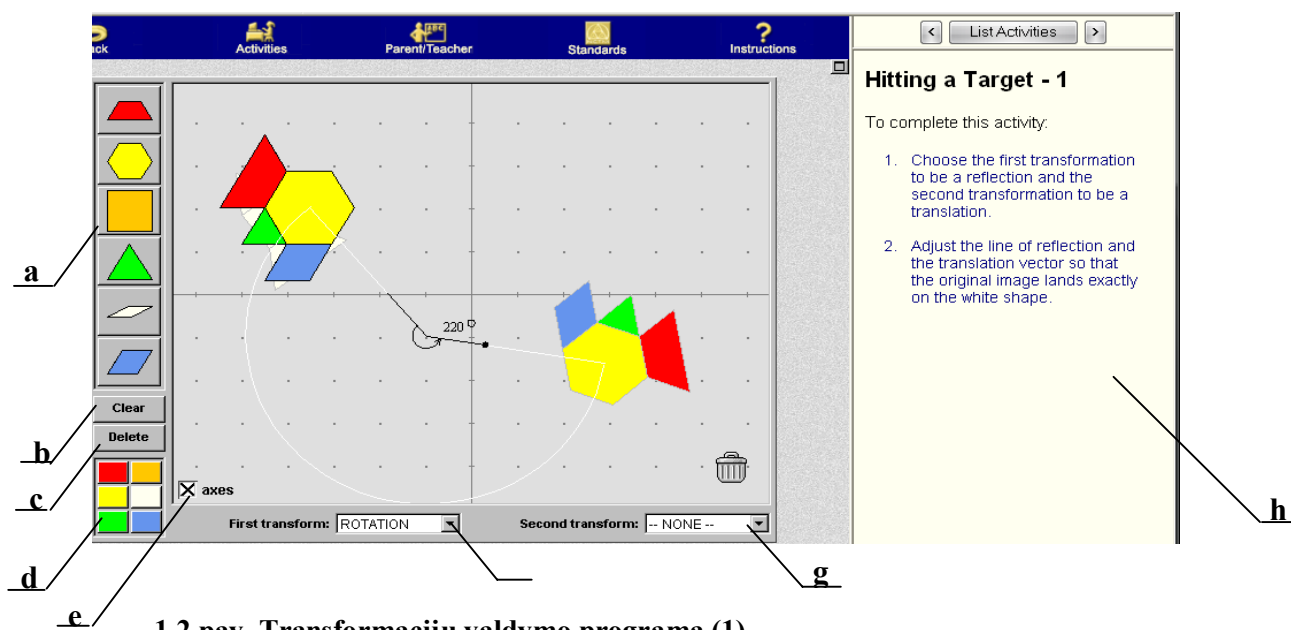 ck Activities Parent/Teacher Standards Instructions
< List Activities >
Hitting a Target - 1
To complete this activity:
1. Choose the first transformation
to be a reflection and the
second transformation to be a
translation.
2. Adjust the line of reflection and
the translation vector so that
the original image lands exactly
on the white shape.
220 °
Clear
Delete
axes
First transform: ROTATION Second transform: -- NONE --
a
b
c
d
e
g
h
1.2 pav. Transformacijų valdymo programa (1)